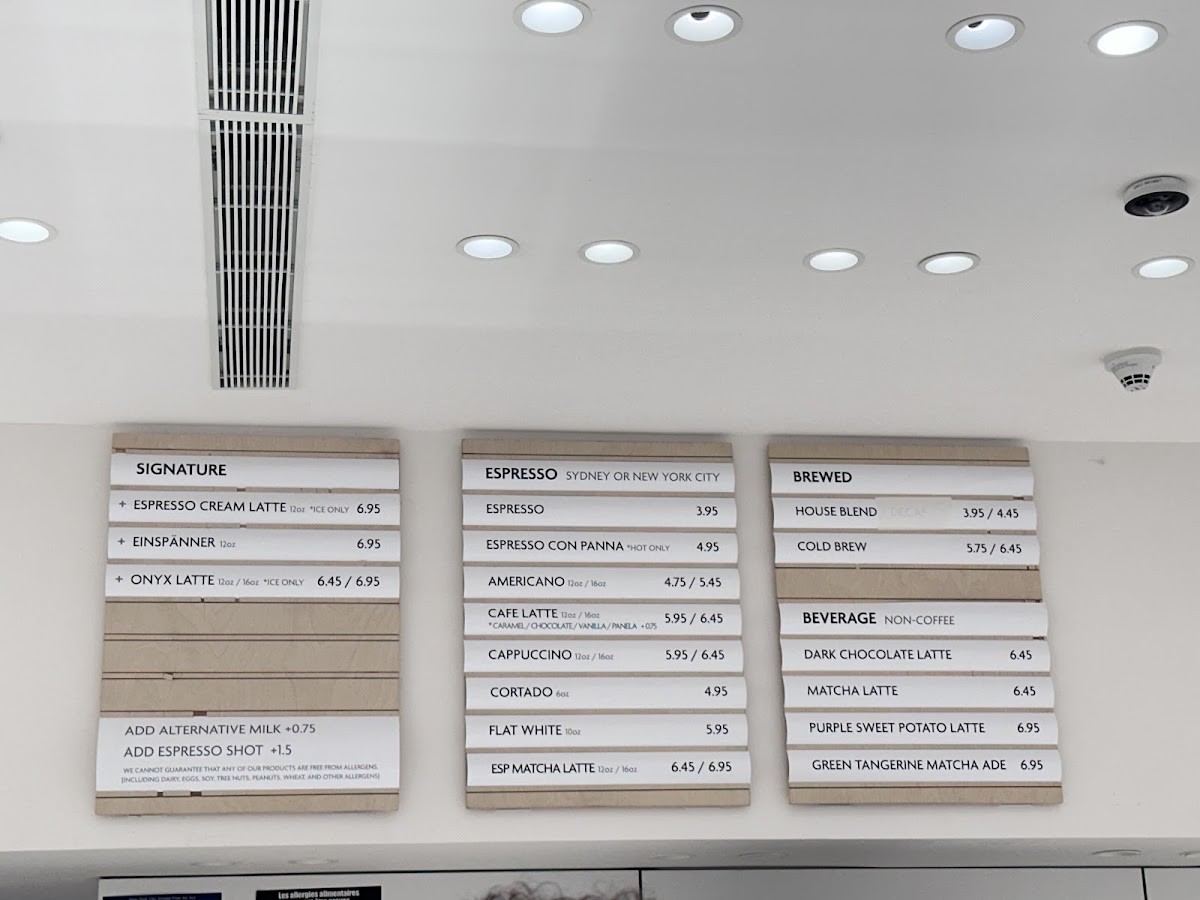 SIGNATURE
+ ESPRESSO CREAM LATTE 12oz *ICE ONLY 6.95
+ EINSPÄNNER 12oz 6.95
+ ONYX LATTE 12oz / 16oz *ICE ONLY 6.45 / 6.95
ADD ALTERNATIVE MILK +0.75
ADD ESPRESSO SHOT +1.5
WE CANNOT GUARANTEE THAT ANY OF OUR PRODUCTS ARE FREE FROM ALLERGENS.
(INCLUDING DAIRY, EGGS, SOY, TREE NUTS, PEANUTS, WHEAT, AND OTHER ALLERGENS)
ESPRESSO SYDNEY OR NEW YORK CITY
ESPRESSO 3.95
ESPRESSO CON PANNA *HOT ONLY 4.95
AMERICANO 12oz / 16oz 4.75 / 5.45
CAFE LATTE 12oz / 16oz 5.95 / 6.45
* CARAMEL / CHOCOLATE / VANILLA / PANELA +0.75
CAPPUCCINO 12oz / 16oz 5.95 / 6.45
CORTADO 6oz 4.95
FLAT WHITE 10oz 5.95
ESP MATCHA LATTE 12oz / 16oz 6.45 / 6.95
BREWED
HOUSE BLEND / DECAF 3.95 / 4.45
COLD BREW 5.75 / 6.45
BEVERAGE NON-COFFEE
DARK CHOCOLATE LATTE 6.45
MATCHA LATTE 6.45
PURPLE SWEET POTATO LATTE 6.95
GREEN TANGERINE MATCHA ADE 6.95
Les allergies alimentaires